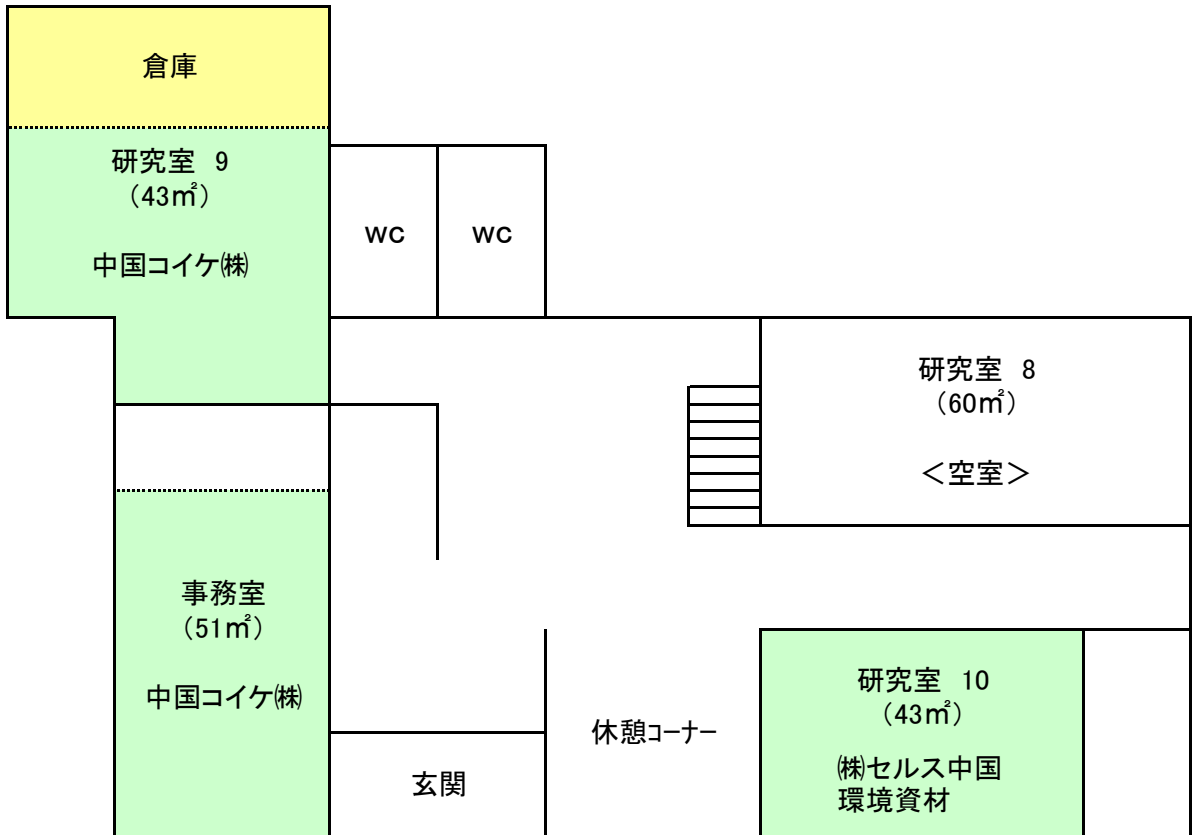 倉庫
研究室 9
(43㎡)
中国コイケ㈱
WC
WC
研究室 8
(60㎡)
＜空室＞
事務室
(51㎡)
中国コイケ㈱
研究室 10
(43㎡)
㈱セルス中国
環境資材
休憩ｺｰﾅｰ
玄関